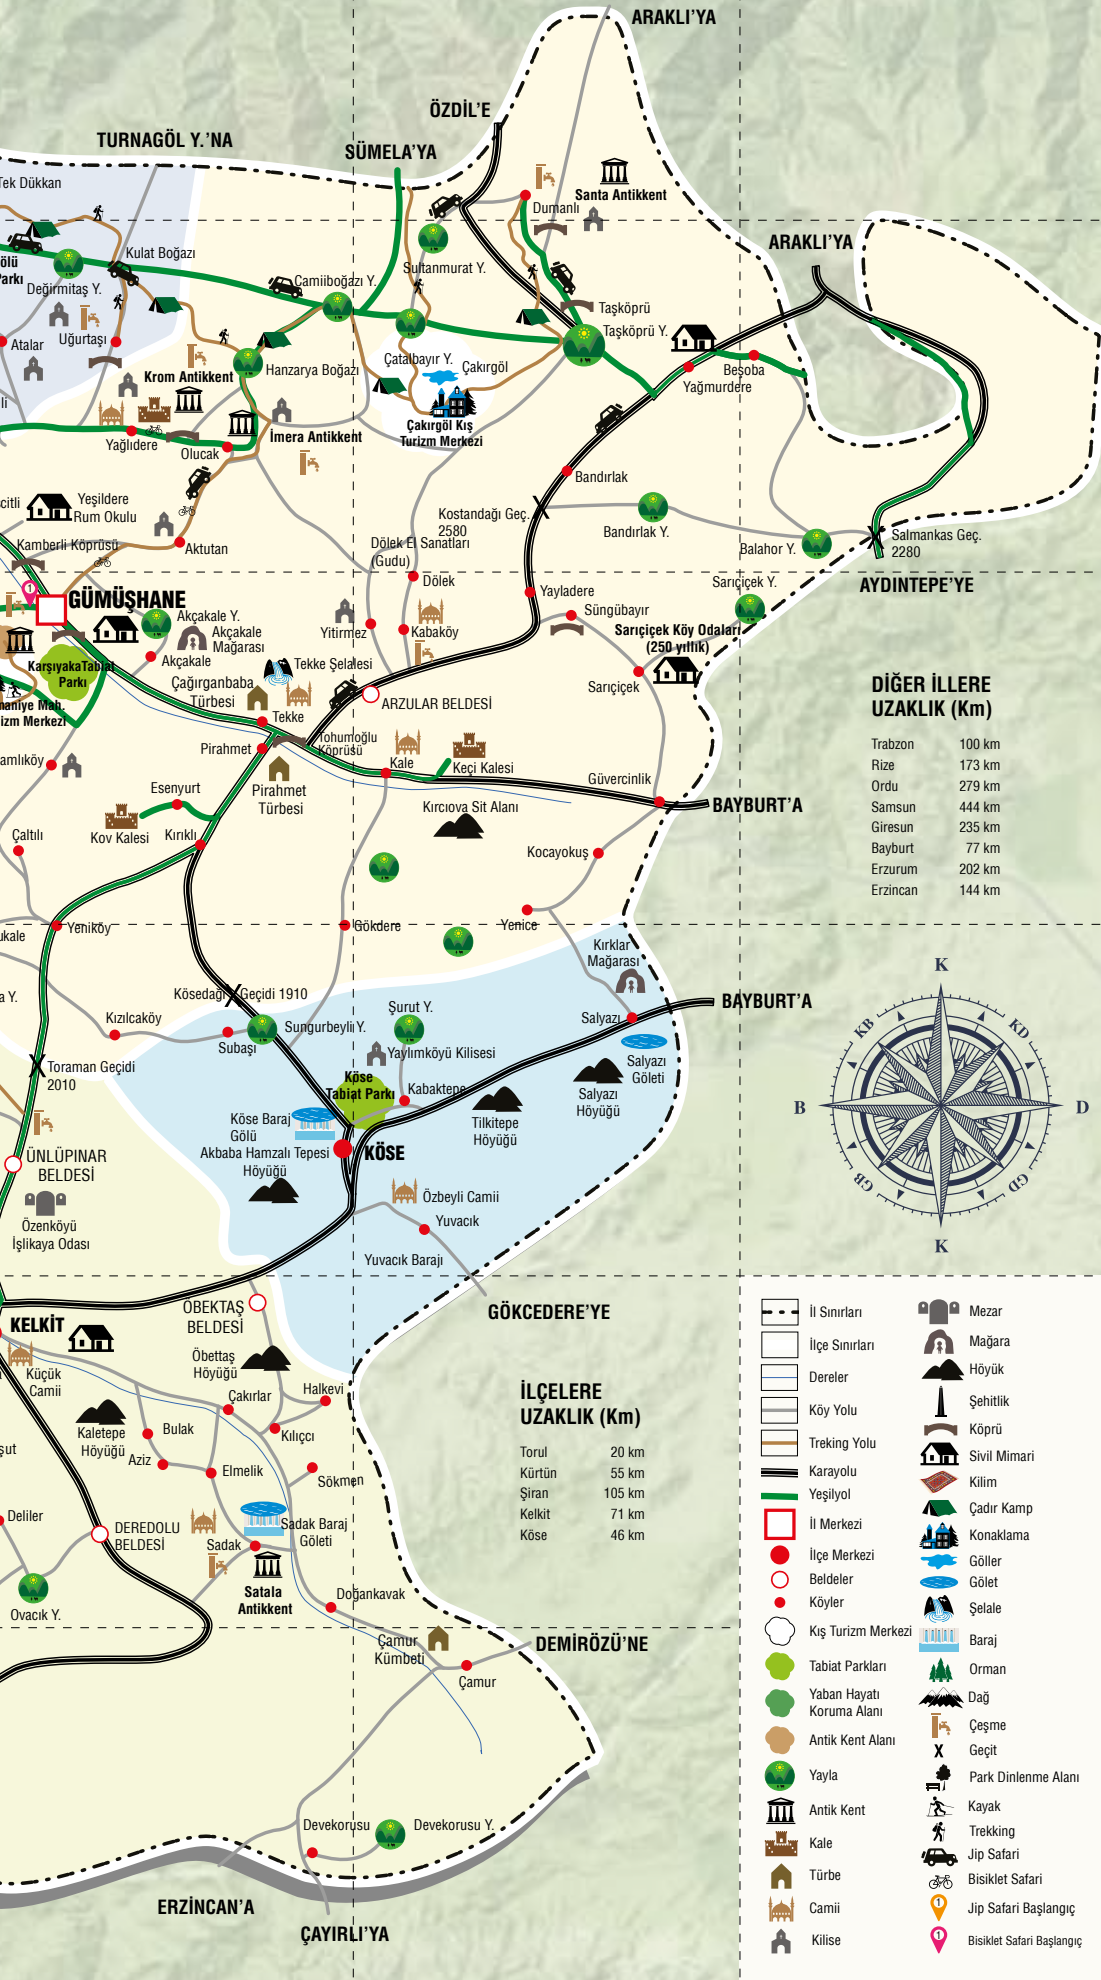 ARAKLI'YA
ÖZDİL'E
TURNAGÖL Y.'NA
SÜMELA'YA
Tek Dükkan
Santa Antikkent
Dumanlı
ARAKLI'YA
Kulat Boğazı
ölü
Parkı
Sultanmurat Y.
Camiiboğazı Y.
Değirmitaş Y.
Taşköprü
Taşköprü Y.
Atalar
Uğurtaşı
Çatalbayır Y.
Çakırgöl
Hanzarya Boğazı
Krom Antikkent
Beşoba
Yağmurdere
li
Çakırgöl Kış
Turizm Merkezi
İmera Antikkent
Yağlıdere
Olucak
Bandırlak
citli
Yeşildere
Rum Okulu
Kostandağı Geç.
2580
Bandırlak Y.
Kamberli Köprüsü
Aktutan
Dölek El Sanatları
(Gudu)
Balahor Y.
Salmankas Geç.
2280
Dölek
Sarıçiçek Y.
AYDINTEPE'YE
1
GÜMÜŞHANE
Yayladere
Akçakale Y.
Süngübayır
Akçakale
Mağarası
Yitirmez
Kabaköy
Sarıçiçek Köy Odaları
(250 yıllık)
Karşıyaka Tabiat
Parkı
Akçakale
Tekke Şelalesi
Çağırganbaba
Türbesi
Sarıçiçek
DİĞER İLLERE
UZAKLIK (Km)
maniye Mah.
izm Merkezi
ARZULAR BELDESİ
Tekke
Trabzon 100 km
Rize 173 km
Ordu 279 km
Samsun 444 km
Giresun 235 km
Bayburt 77 km
Erzurum 202 km
Erzincan 144 km
Pirahmet
Tohumoğlu
Köprüsü
amlıköy
Kale
Keçi Kalesi
Güvercinlik
Esenyurt
Pirahmet
Türbesi
Kırcıova Sit Alanı
BAYBURT'A
Kov Kalesi
Kırıklı
Çaltılı
Kocayokuş
Yeniköy
Gökdere
Yenice
ukale
Kırklar
Mağarası
K
Kösedağı Geçidi 1910
a Y.
Şurut Y.
BAYBURT'A
Kızılcaköy
Subaşı
Sungurbeyli Y.
Salyazı
KB
KD
Yaylımköyü Kilisesi
Toraman Geçidi
2010
Köse
Tabiat Parkı
Kabaktepe
Salyazı
Göleti
Salyazı
Höyüğü
B
D
Köse Baraj
Gölü
Tilkitepe
Höyüğü
Akbaba Hamzalı Tepesi
Höyüğü
KÖSE
ÜNLÜPINAR
BELDESİ
GB
GD
Özbeyli Camii
Özenköyü
İşlikaya Odası
Yuvacık
K
Yuvacık Barajı
GÖKCEDERE'YE
ÖBEKTAŞ
BELDESİ
KELKİT
Öbettaş
Höyüğü
Küçük
Camii
Halkevi
Çakırlar
İLÇELERE
UZAKLIK (Km)
Kaletepe
Höyüğü
Bulak
Kılıçcı
Torul 20 km
Kürtün 55 km
Şiran 105 km
Kelkit 71 km
Köse 46 km
şut
Aziz
Elmelik
Sökmen
Deliler
DEREDOLU
BELDESİ
Sadak
Sadak Baraj
Göleti
Satala
Antikkent
Ovacık Y.
Doğankavak
Çamur
Kümbeti
DEMİRÖZÜ'NE
Çamur
Devekorusu
Devekorusu Y.
ERZİNCAN'A
ÇAYIRLI'YA
İl Sınırları
İlçe Sınırları
Dereler
Köy Yolu
Treking Yolu
Karayolu
Yeşilyol
İl Merkezi
İlçe Merkezi
Beldeler
Köyler
Kış Turizm Merkezi
Tabiat Parkları
Yaban Hayatı
Koruma Alanı
Antik Kent Alanı
Yayla
Antik Kent
Kale
Türbe
Camii
Kilise
Mezar
Mağara
Höyük
Şehitlik
Köprü
Sivil Mimari
Kilim
Çadır Kamp
Konaklama
Göller
Gölet
Şelale
Baraj
Orman
Dağ
Çeşme
Geçit
Park Dinlenme Alanı
Kayak
Trekking
Jip Safari
Bisiklet Safari
1
Jip Safari Başlangıç
1
Bisiklet Safari Başlangıç